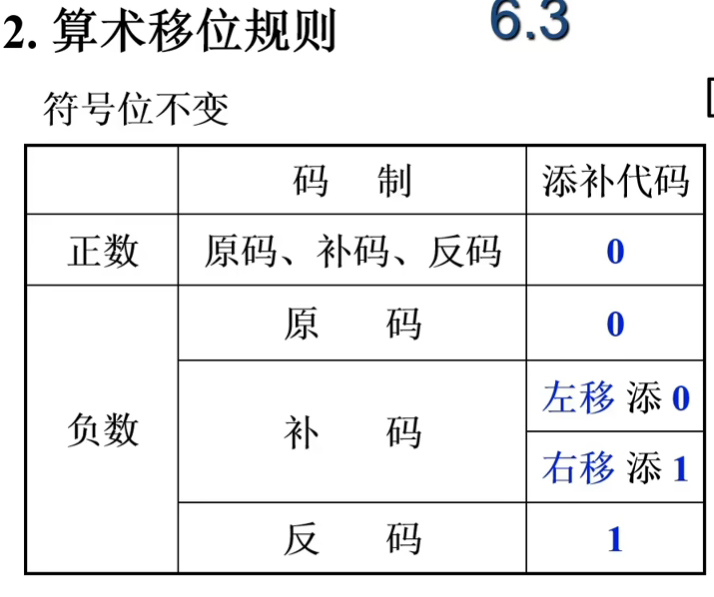 2. 算术移位规则
6.3
符号位不变
码 制 添补代码
正数 原码、补码、反码 0
负数 原 码 0
补 码 左移 添 0
右移 添 1
反 码 1